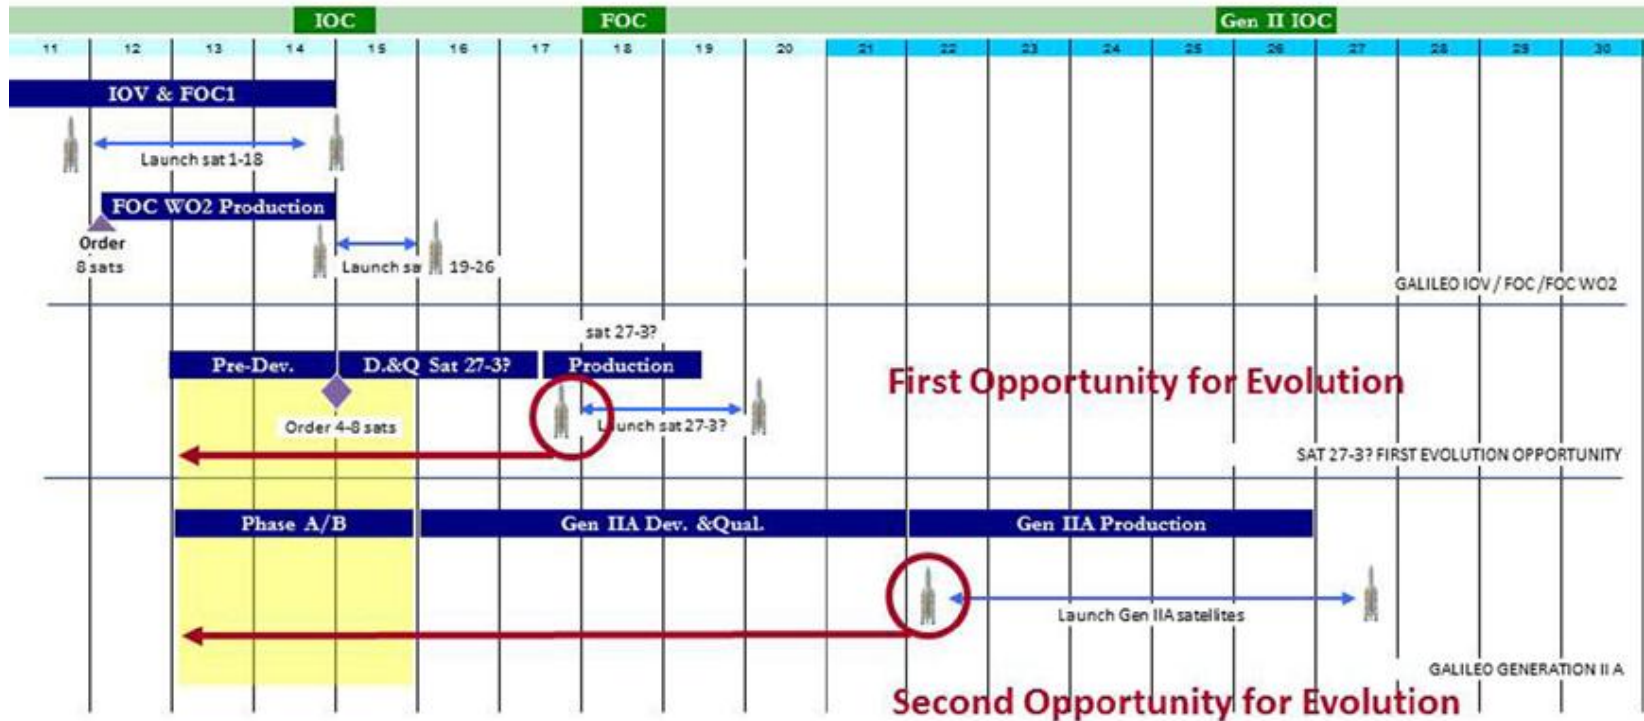 IOC FOC Gen II IOC
11 12 13 14 15 16 17 18 19 20 21 22 23 24 25 26 27 28 29 30
IOV & FOC1
Launch sat 1-18
FOC WO2 Production
Order
8 sats
Launch sa 19-26
GALILEO IOV / FOC /FOC WO2
sat 27-3?
Pre-Dev. D.&Q Sat 27-3? Production
First Opportunity for Evolution
Order 4-8 sats
Launch sat 27-3?
SAT 27-3? FIRST EVOLUTION OPPORTUNITY
Phase A/B Gen IIA Dev. &Qual. Gen IIA Production
Launch Gen IIA satellites
GALILEO GENERATION II A
Second Opportunity for Evolution